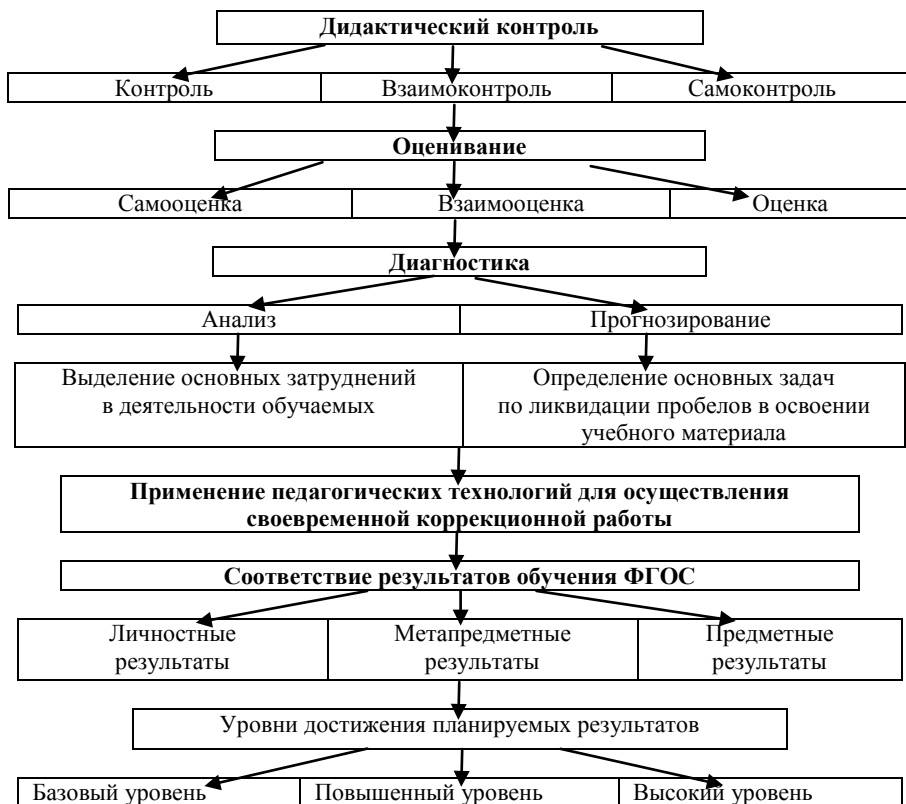 Дидактический контроль
Контроль Взаимоконтроль Самоконтроль
Оценивание
Самооценка Взаимооценка Оценка
Диагностика
Анализ Прогнозирование
Выделение основных затруднений
в деятельности обучаемых
Определение основных задач
по ликвидации пробелов в освоении
учебного материала
Применение педагогических технологий для осуществления
своевременной коррекционной работы
Соответствие результатов обучения ФГОС
Личностные
результаты
Метапредметные
результаты
Предметные
результаты
Уровни достижения планируемых результатов
Базовый уровень Повышенный уровень Высокий уровень